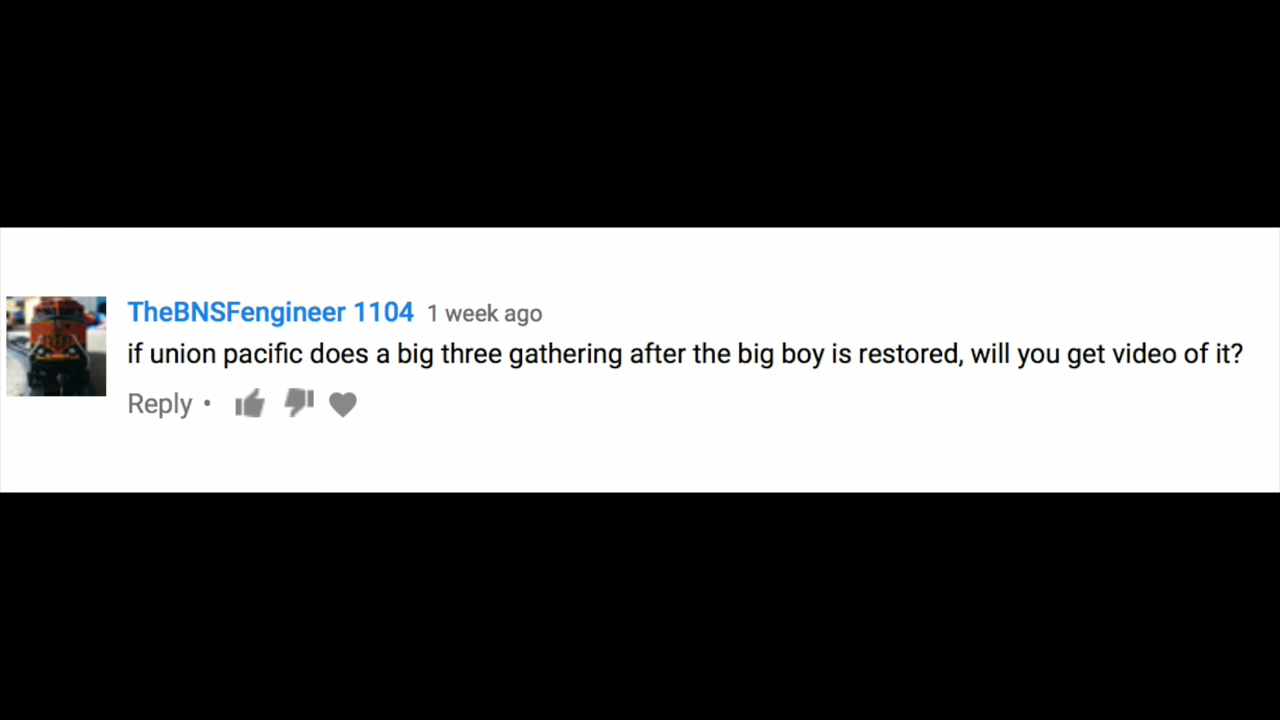 TheBNSFengineer 1104 1 week ago
if union pacific does a big three gathering after the big boy is restored, will you get video of it?
Reply •